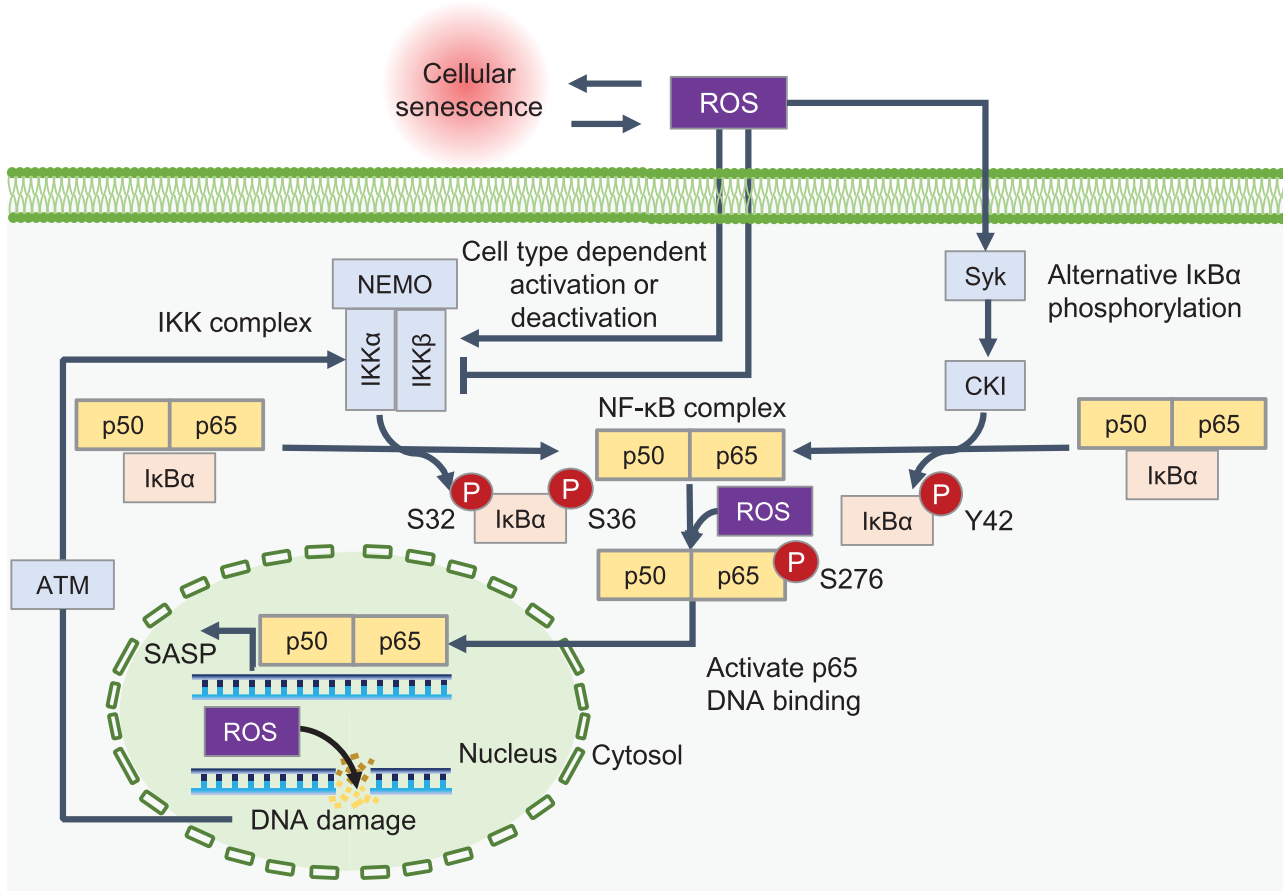 Cellular
senescence
ROS
Cell type dependent
activation or
deactivation
NEMO
IKK complex
IKKα
IKKβ
Syk
Alternative IκBα
phosphorylation
CKI
NF-κB complex
p50 p65
IκBα
p50 p65
p50 p65
IκBα
P
S32
IκBα
P
S36
ROS
IκBα
P
Y42
p50 p65
P
S276
ATM
p50 p65
SASP
Activate p65
DNA binding
ROS
Nucleus
Cytosol
DNA damage